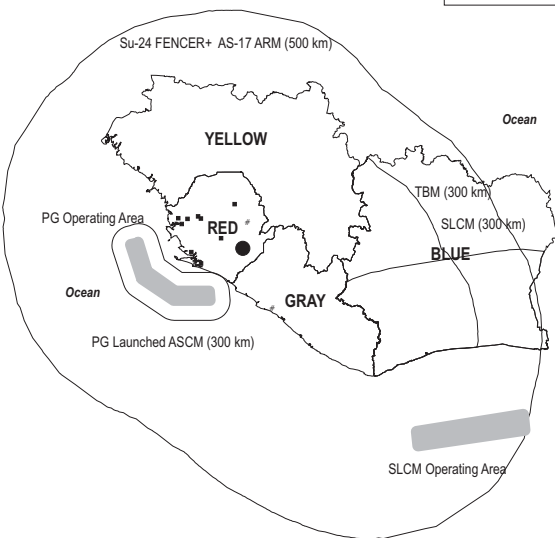 Su-24 FENCER+ AS-17 ARM (500 km)
Ocean
YELLOW
TBM (300 km)
PG Operating Area
SLCM (300 km)
RED
BLUE
Ocean
GRAY
PG Launched ASCM (300 km)
SLCM Operating Area